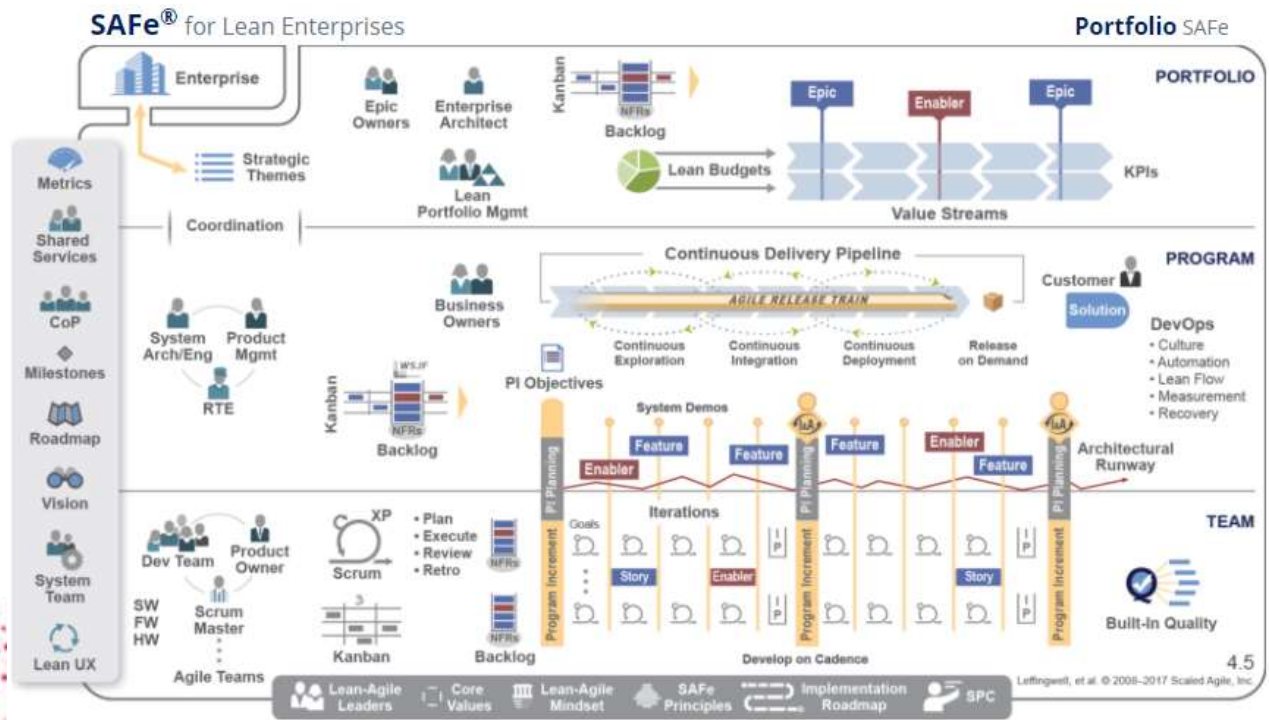 SAFe® for Lean Enterprises
Portfolio SAFe
Enterprise
Strategic
Themes
Coordination
Epic
Owners
Enterprise
Architect
Lean
Portfolio Mgmt
Kanban
NFRs
Backlog
Lean Budgets
Epic
Enabler
Epic
KPIs
Value Streams
PORTFOLIO
Metrics
Shared
Services
CoP
Milestones
Roadmap
Vision
System
Team
Lean UX
PROGRAM
Business
Owners
Continuous Delivery Pipeline
AGILE RELEASE TRAIN
Continuous
Exploration
Continuous
Integration
Continuous
Deployment
Release
on Demand
Customer
Solution
DevOps
• Culture
• Automation
• Lean Flow
• Measurement
• Recovery
System
Arch/Eng
Product
Mgmt
RTE
Kanban
WSJF
NFRs
Backlog
PI Objectives
System Demos
PI Planning
Enabler
Feature
Feature
I&A
PI Planning
Feature
Enabler
Feature
I&A
PI Planning
Architectural
Runway
TEAM
Dev Team
Product
Owner
Scrum
Master
SW
FW
HW
Agile Teams
XP
Scrum
• Plan
• Execute
• Review
• Retro
Kanban
NFRs
NFRs
Backlog
Program Increment
Goals
Iterations
Story
Enabler
I
P
I
P
Program Increment
Story
I
P
I
P
Program Increment
Develop on Cadence
Built-In Quality
4.5
Leffingwell, et al. © 2008–2017 Scaled Agile, Inc.
Lean-Agile
Leaders
Core
Values
Lean-Agile
Mindset
SAFe
Principles
Implementation
Roadmap
SPC